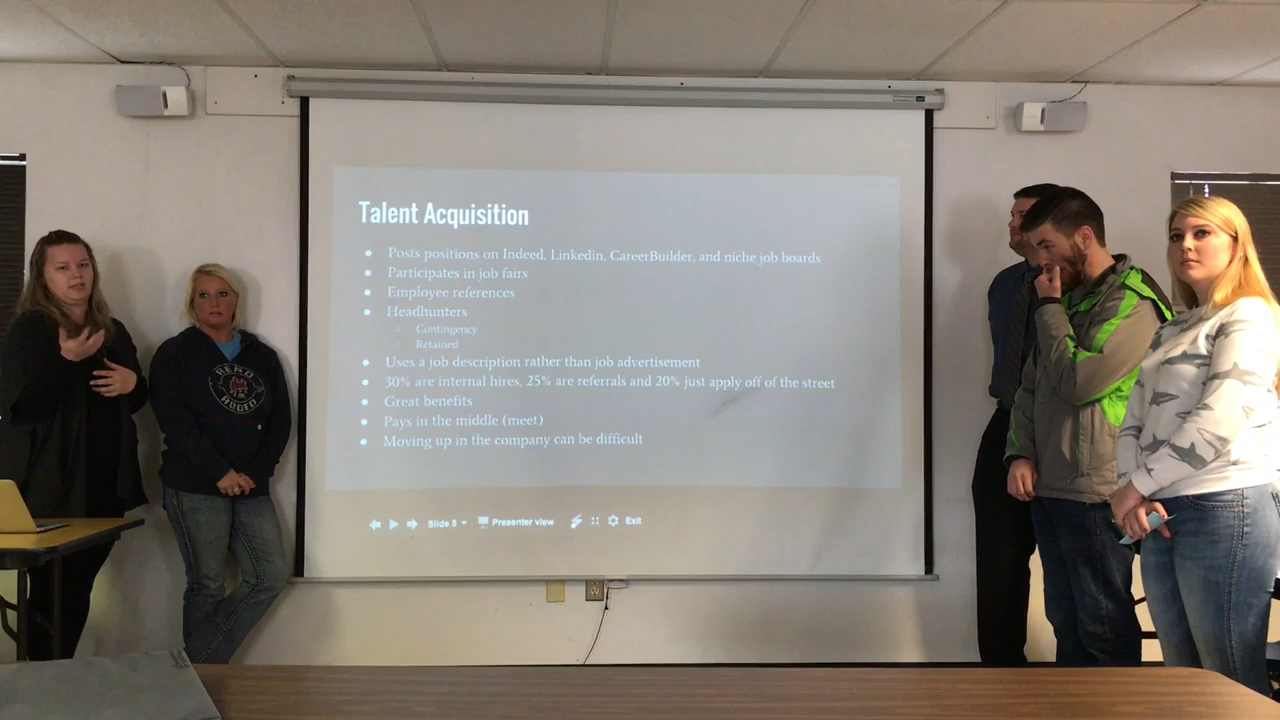 Talent Acquisition
● Posts positions on Indeed, Linkedin, CareerBuilder, and niche job boards
● Participates in job fairs
● Employee references
● Headhunters
○ Contingency
○ Retained
● Uses a job description rather than job advertisement
● 30% are internal hires, 25% are referrals and 20% just apply off of the street
● Great benefits
● Pays in the middle (meet)
● Moving up in the company can be difficult
Slide 5 Presenter view Exit
RENO
RODEO